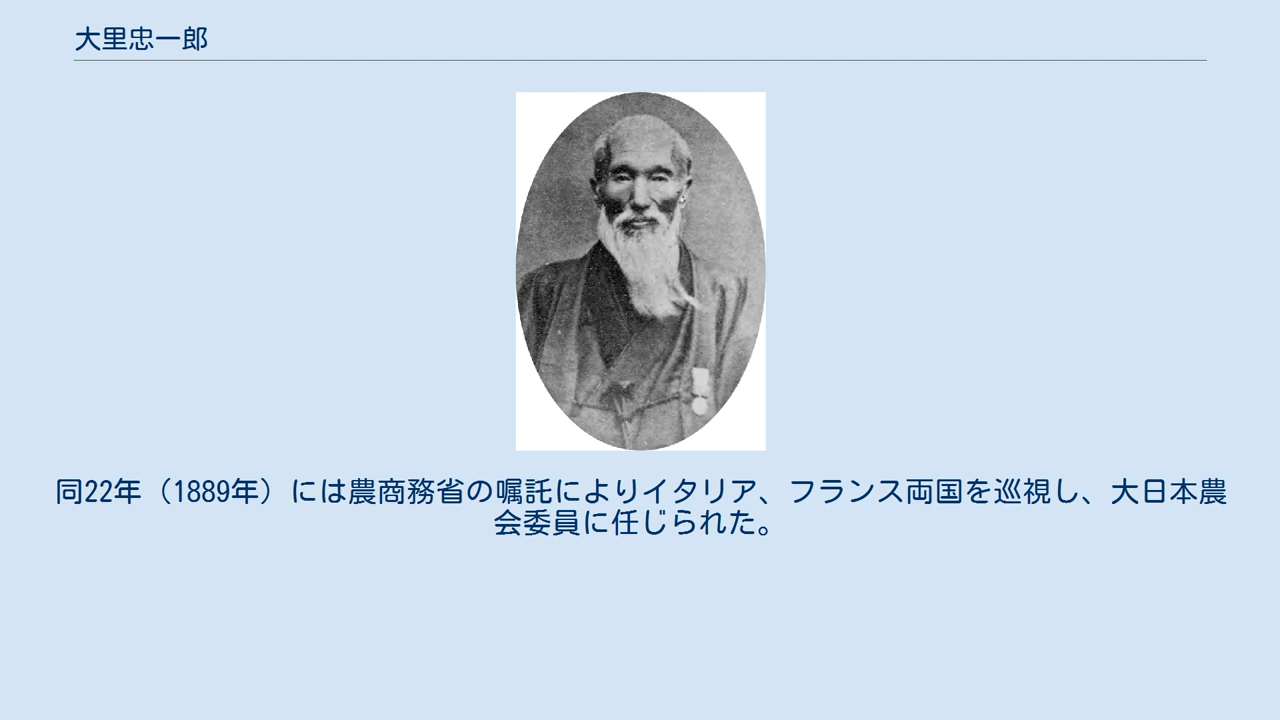 大里忠一郎
同22年（1889年）には農商務省の嘱託によりイタリア、フランス両国を巡視し、大日本農
会委員に任じられた。